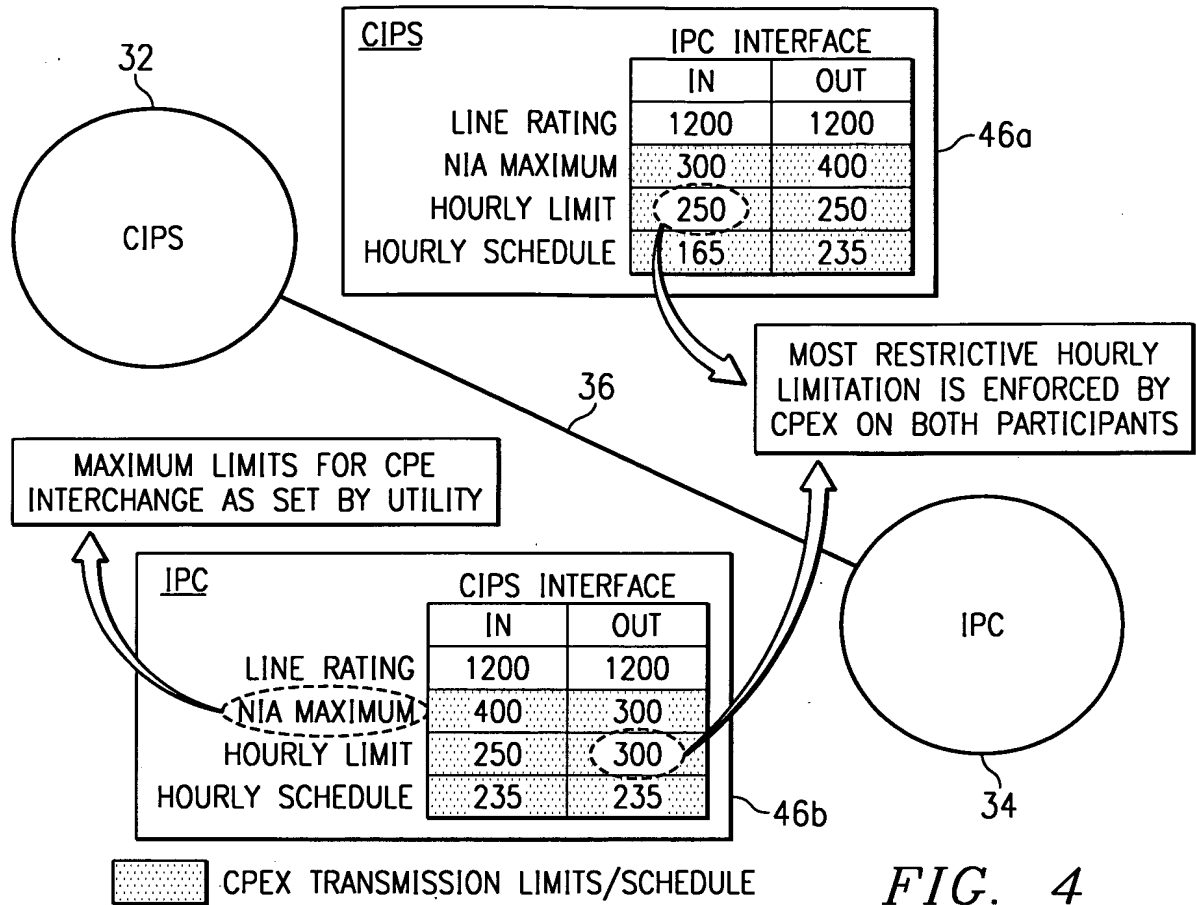 32
CIPS
CIPS
IPC INTERFACE
IN OUT
LINE RATING 1200 1200
NIA MAXIMUM 300 400
HOURLY LIMIT 250 250
HOURLY SCHEDULE 165 235
46a
36
MOST RESTRICTIVE HOURLY
LIMITATION IS ENFORCED BY
CPEX ON BOTH PARTICIPANTS
MAXIMUM LIMITS FOR CPE
INTERCHANGE AS SET BY UTILITY
IPC
CIPS INTERFACE
IN OUT
LINE RATING 1200 1200
NIA MAXIMUM 400 300
HOURLY LIMIT 250 300
HOURLY SCHEDULE 235 235
46b
IPC
34
CPEX TRANSMISSION LIMITS/SCHEDULE
FIG. 4